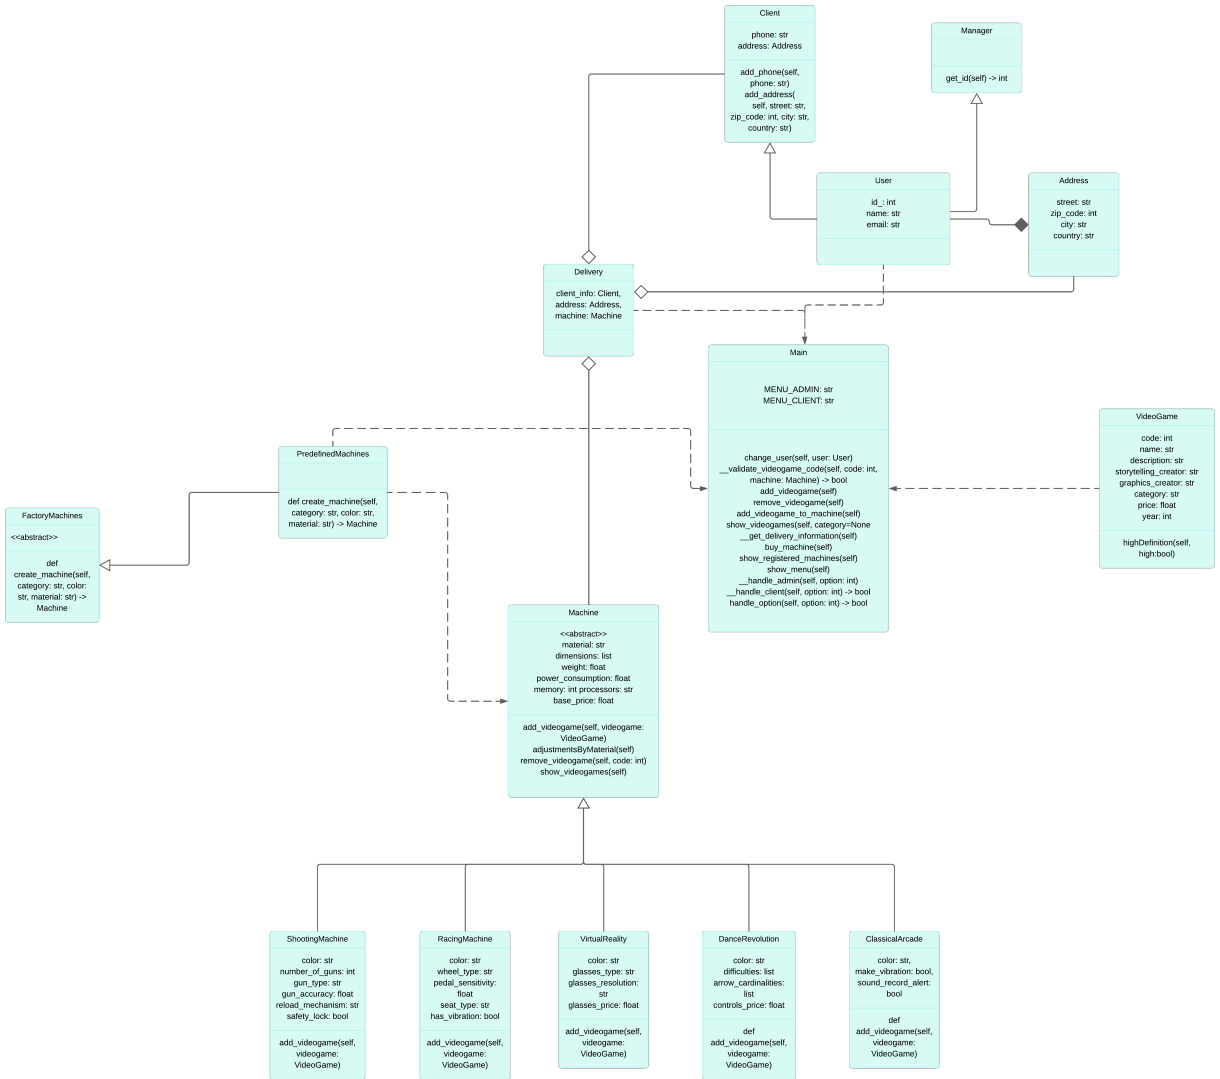 Client
phone: str
address: Address
add_phone(self,
phone: str)
add_address(
self, street: str,
zip_code: int, city: str,
country: str)
Manager
get_id(self) -> int
User
id_: int
name: str
email: str
Address
street: str
zip_code: int
city: str
country: str
Delivery
client_info: Client,
address: Address,
machine: Machine
Main
MENU_ADMIN: str
MENU_CLIENT: str
change_user(self, user: User)
__validate_videogame_code(self, code: int,
machine: Machine) -> bool
add_videogame(self)
remove_videogame(self)
add_videogame_to_machine(self)
show_videogames(self, category=None
__get_delivery_information(self)
buy_machine(self)
show_registered_machines(self)
show_menu(self)
__handle_admin(self, option: int)
__handle_client(self, option: int) -> bool
handle_option(self, option: int) -> bool
VideoGame
code: int
name: str
description: str
storytelling_creator: str
graphics_creator: str
category: str
price: float
year: int
highDefinition(self,
high:bool)
PredefinedMachines
def create_machine(self,
category: str, color: str,
material: str) -> Machine
FactoryMachines
<<abstract>>
def
create_machine(self,
category: str, color:
str, material: str) ->
Machine
Machine
<<abstract>>
material: str
dimensions: list
weight: float
power_consumption: float
memory: int processors: str
base_price: float
add_videogame(self, videogame:
VideoGame)
adjustmentsByMaterial(self)
remove_videogame(self, code: int)
show_videogames(self)
ShootingMachine
color: str
number_of_guns: int
gun_type: str
gun_accuracy: float
reload_mechanism: str
safety_lock: bool
add_videogame(self,
videogame:
VideoGame)
RacingMachine
color: str
wheel_type: str
pedal_sensitivity:
float
seat_type: str
has_vibration: bool
add_videogame(self,
videogame:
VideoGame)
VirtualReality
color: str
glasses_type: str
glasses_resolution:
str
glasses_price: float
add_videogame(self,
videogame:
VideoGame)
DanceRevolution
color: str
difficulties: list
arrow_cardinalities:
list
controls_price: float
def
add_videogame(self,
videogame:
VideoGame)
ClassicalArcade
color: str,
make_vibration: bool,
sound_record_alert:
bool
def
add_videogame(self,
videogame:
VideoGame)